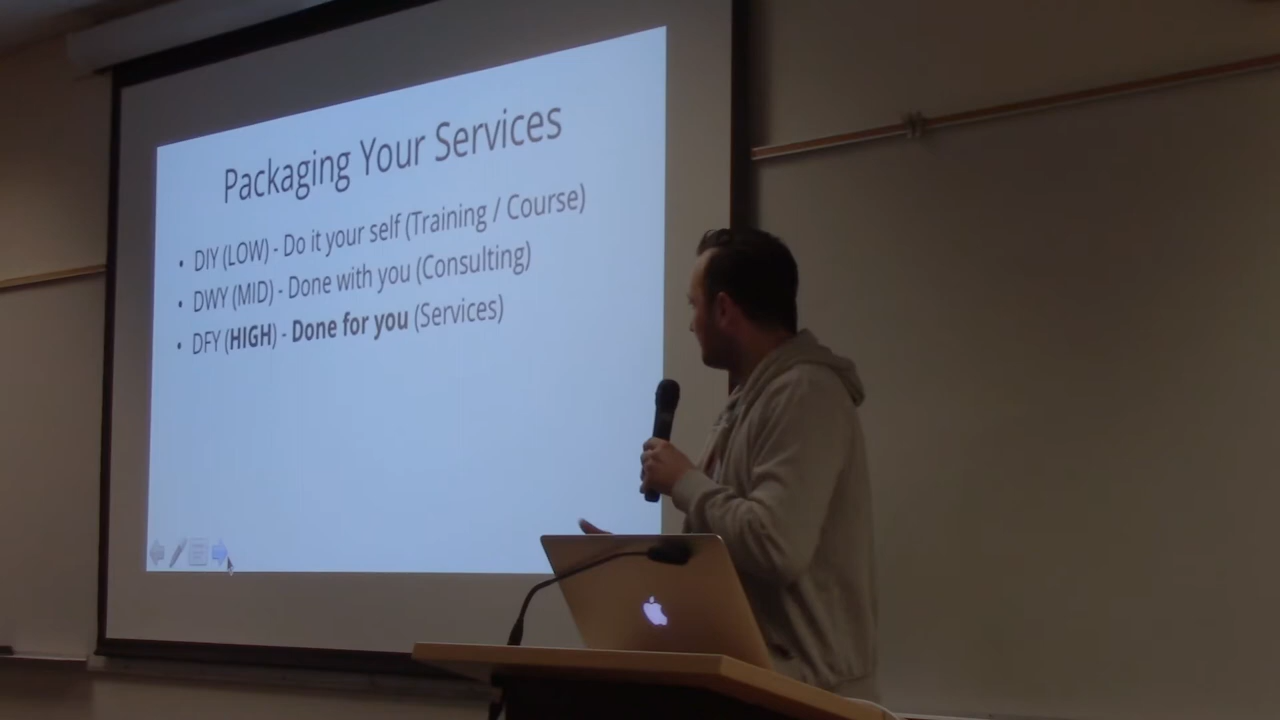 Packaging Your Services
• DIY (LOW) - Do it your self (Training / Course)
• DWY (MID) - Done with you (Consulting)
• DFY (HIGH) - Done for you (Services)